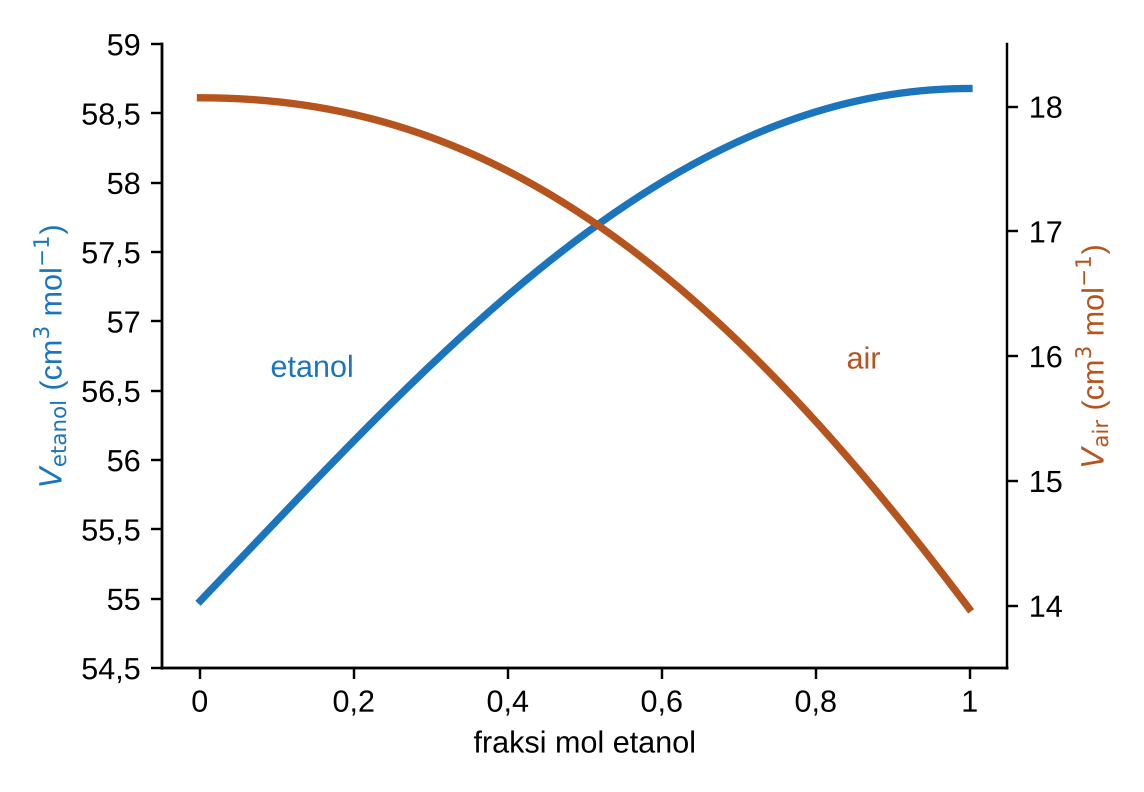 59
58,5
58
57,5
57
56,5
56
55,5
55
54,5
V_etanol (cm³ mol⁻¹)
etanol
air
18
17
16
15
14
V_air (cm³ mol⁻¹)
0 0,2 0,4 0,6 0,8 1
fraksi mol etanol